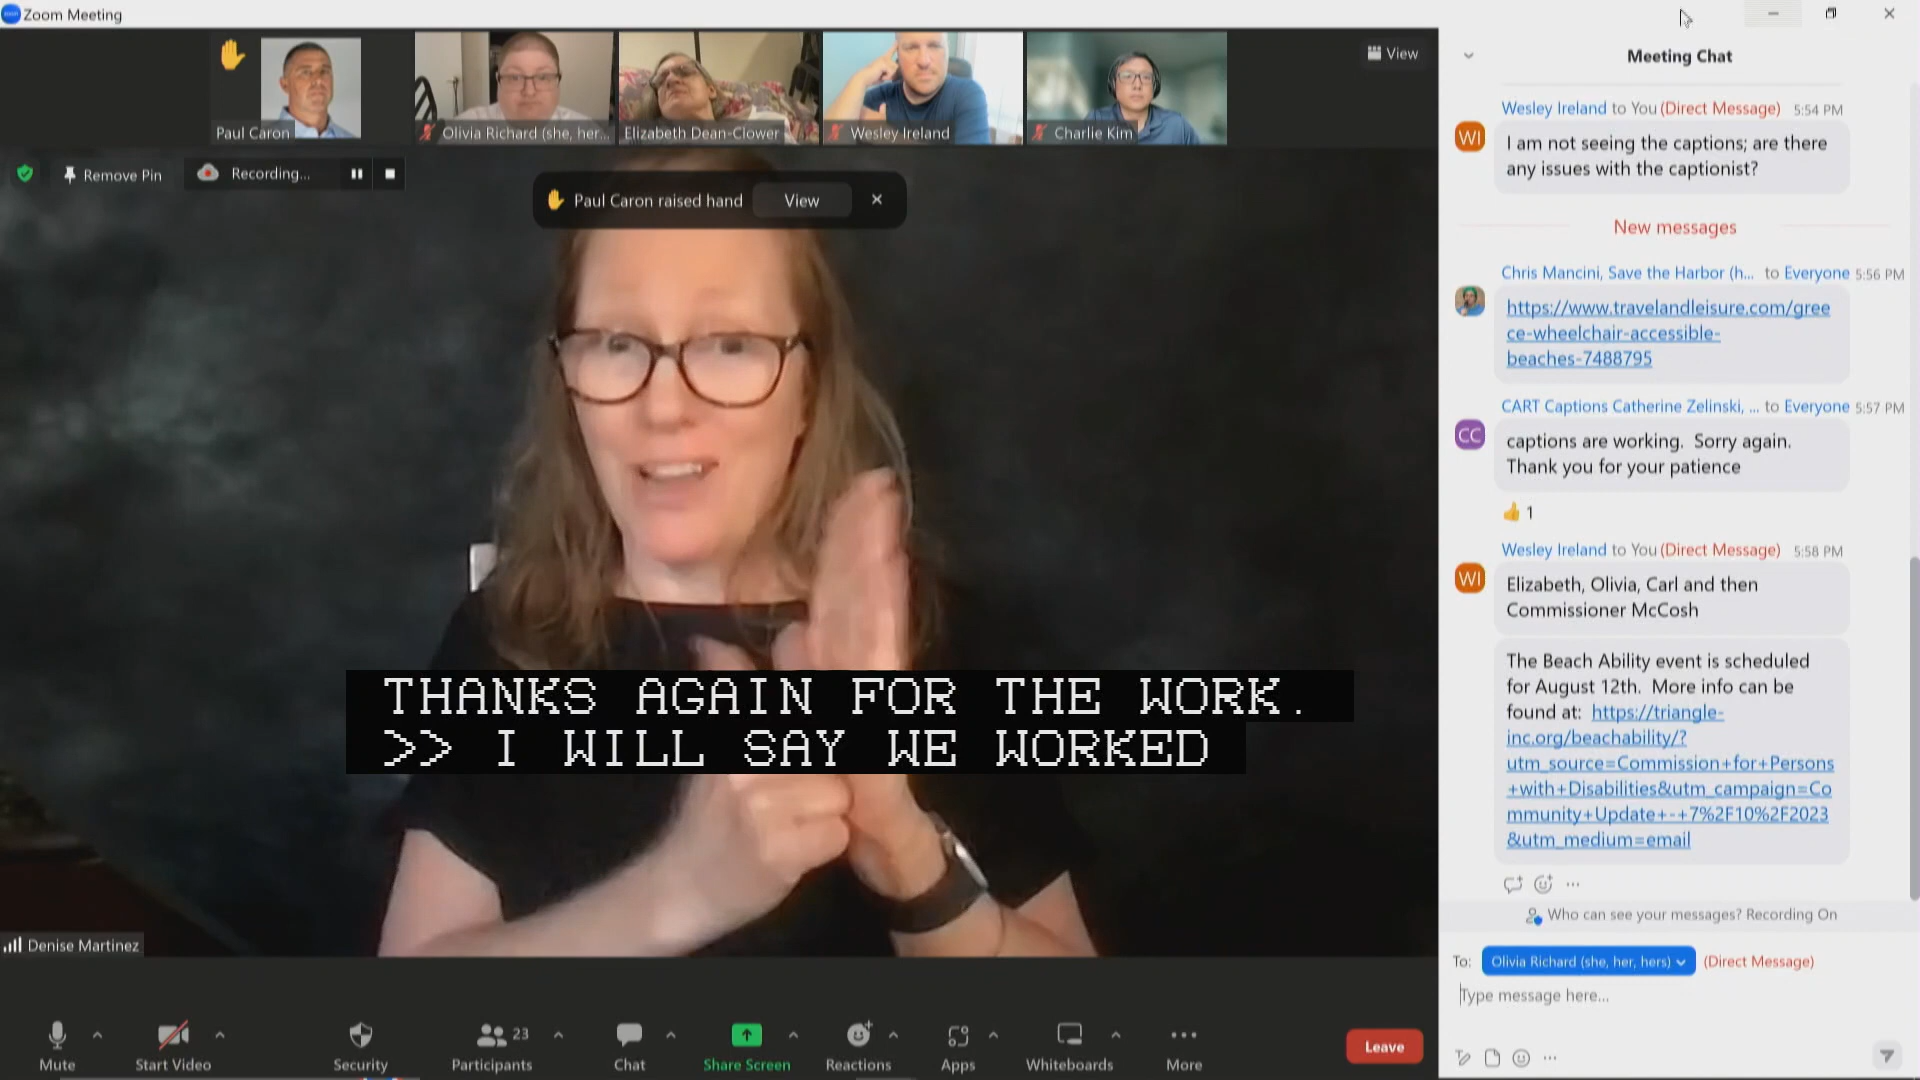 zoom Zoom Meeting
View
Paul Caron
Olivia Richard (she, her...
Elizabeth Dean-Clower
Wesley Ireland
Charlie Kim
Remove Pin
Recording...
Paul Caron raised hand View
THANKS AGAIN FOR THE WORK.
>> I WILL SAY WE WORKED
Denise Martinez
Mute
Start Video
Security
Participants 23
Chat
Share Screen
Reactions
Apps
Whiteboards
More
Leave
Meeting Chat
Wesley Ireland to You (Direct Message) 5:54 PM
WI
I am not seeing the captions; are there
any issues with the captionist?
New messages
Chris Mancini, Save the Harbor (h... to Everyone 5:56 PM
https://www.travelandleisure.com/gree
ce-wheelchair-accessible-
beaches-7488795
CART Captions Catherine Zelinski, ... to Everyone 5:57 PM
CC
captions are working. Sorry again.
Thank you for your patience
1
Wesley Ireland to You (Direct Message) 5:58 PM
WI
Elizabeth, Olivia, Carl and then
Commissioner McCosh
The Beach Ability event is scheduled
for August 12th. More info can be
found at: https://triangle-
inc.org/beachability/?
utm_source=Commission+for+Persons
+with+Disabilities&utm_campaign=Co
mmunity+Update+-+7%2F10%2F2023
&utm_medium=email
Who can see your messages? Recording On
To: Olivia Richard (she, her, hers) (Direct Message)
Type message here...